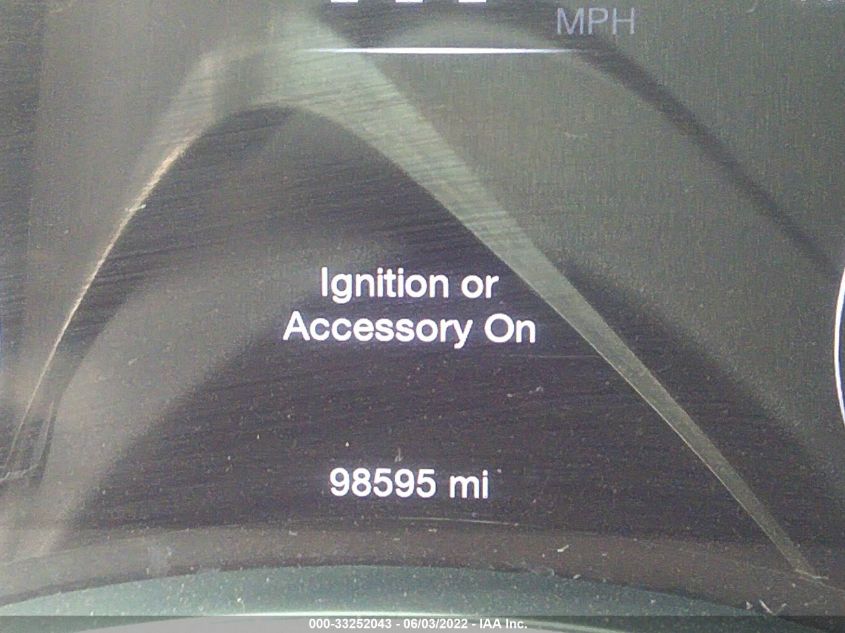 MPH
Ignition or
Accessory On
98595 mi
000-33252043 - 06/03/2022 - IAA Inc.